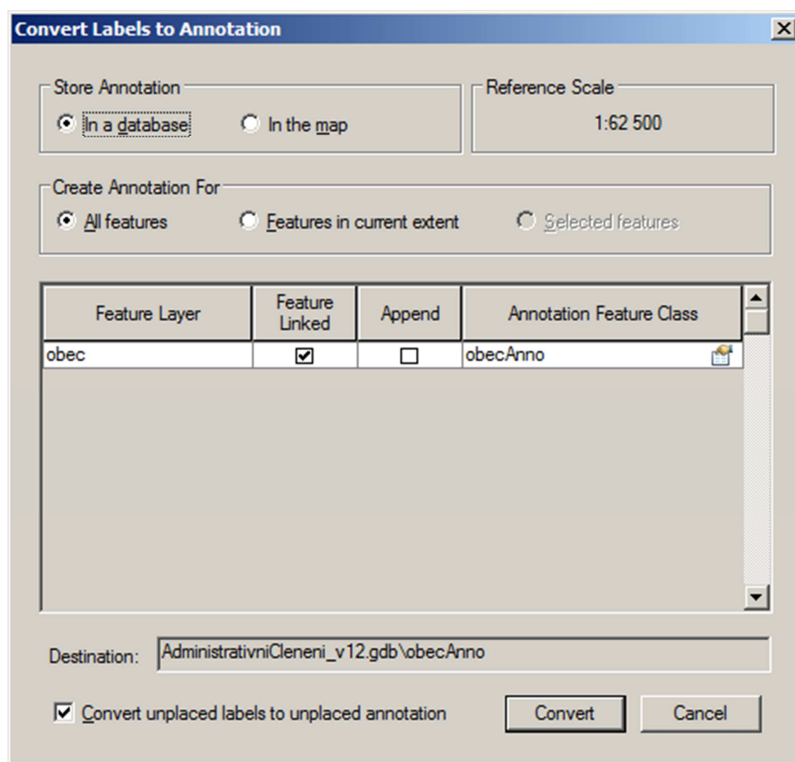 Convert Labels to Annotation
Store Annotation
In a database
In the map
Reference Scale
1:62 500
Create Annotation For
All features
Features in current extent
Selected features
Feature Layer
Feature Linked
Append
Annotation Feature Class
obec
obecAnno
Destination:
AdministrativniCleneni_v12.gdb\obecAnno
Convert unplaced labels to unplaced annotation
Convert
Cancel